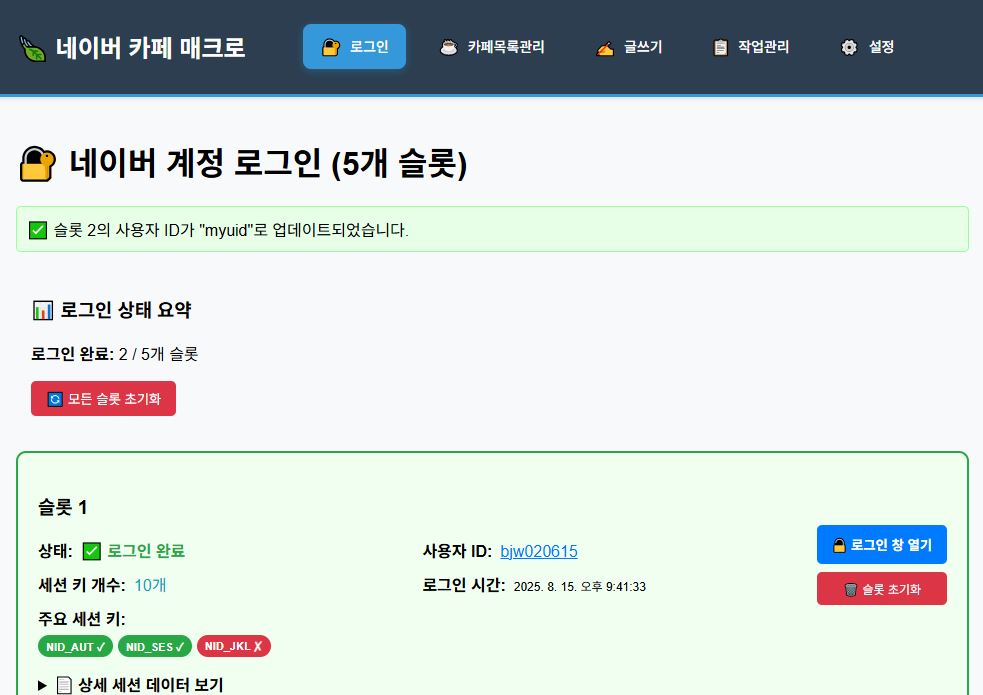 네이버 카페 매크로
로그인
카페목록관리
글쓰기
작업관리
설정
네이버 계정 로그인 (5개 슬롯)
슬롯 2의 사용자 ID가 "myuid"로 업데이트되었습니다.
로그인 상태 요약
로그인 완료: 2 / 5개 슬롯
모든 슬롯 초기화
슬롯 1
상태: 로그인 완료
사용자 ID: bjw020615
로그인 창 열기
세션 키 개수: 10개
로그인 시간: 2025. 8. 15. 오후 9:41:33
슬롯 초기화
주요 세션 키:
NID_AUT ✓ NID_SES ✓ NID_JKL ✗
▶ 상세 세션 데이터 보기